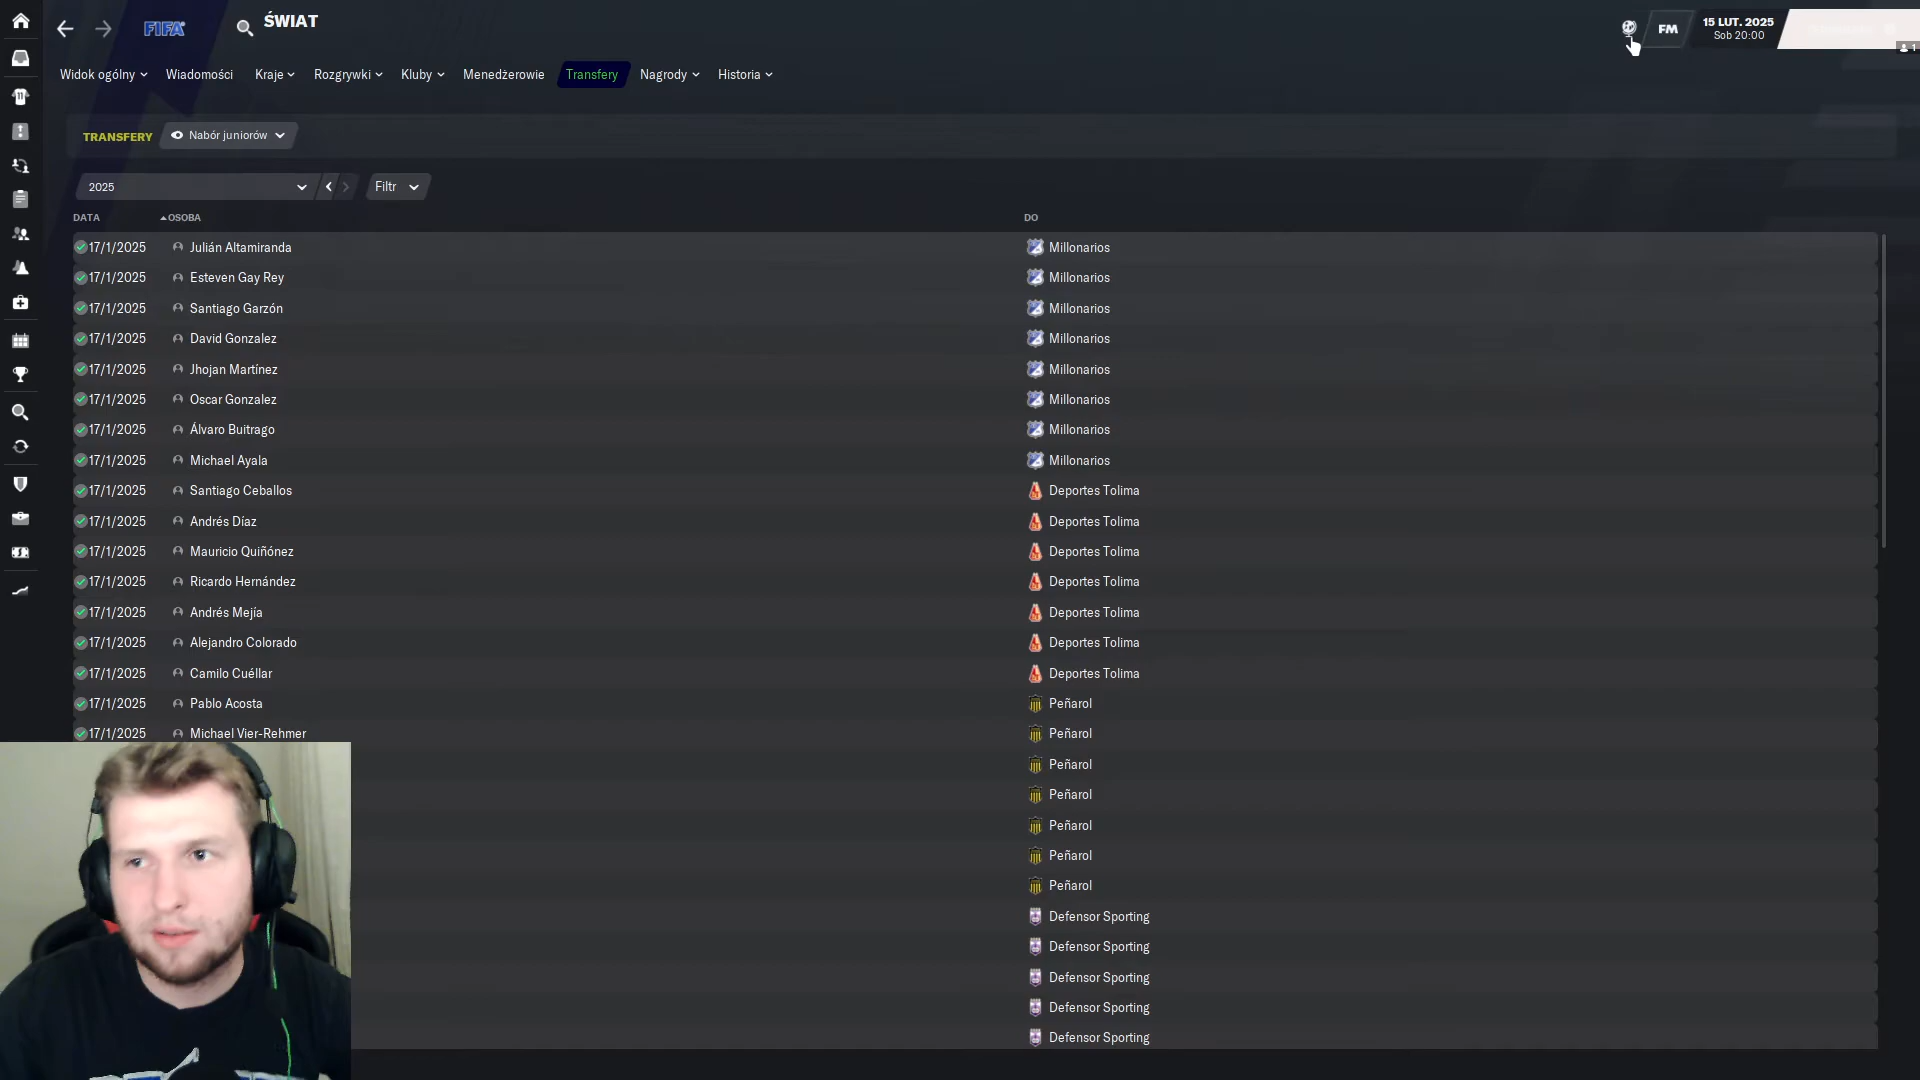 FIFA
ŚWIAT
FM
15 LUT. 2025
Sob 20:00
1
Widok ogólny
Wiadomości
Kraje
Rozgrywki
Kluby
Menedżerowie
Transfery
Nagrody
Historia
TRANSFERY
Nabór juniorów
2025
Filtr
DATA
OSOBA
DO
17/1/2025 Julián Altamiranda Millonarios
17/1/2025 Esteven Gay Rey Millonarios
17/1/2025 Santiago Garzón Millonarios
17/1/2025 David Gonzalez Millonarios
17/1/2025 Jhojan Martínez Millonarios
17/1/2025 Oscar Gonzalez Millonarios
17/1/2025 Álvaro Buitrago Millonarios
17/1/2025 Michael Ayala Millonarios
17/1/2025 Santiago Ceballos Deportes Tolima
17/1/2025 Andrés Díaz Deportes Tolima
17/1/2025 Mauricio Quiñónez Deportes Tolima
17/1/2025 Ricardo Hernández Deportes Tolima
17/1/2025 Andrés Mejía Deportes Tolima
17/1/2025 Alejandro Colorado Deportes Tolima
17/1/2025 Camilo Cuéllar Deportes Tolima
17/1/2025 Pablo Acosta Peñarol
17/1/2025 Michael Vier-Rehmer Peñarol
Peñarol
Peñarol
Peñarol
Peñarol
Peñarol
Defensor Sporting
Defensor Sporting
Defensor Sporting
Defensor Sporting
Defensor Sporting